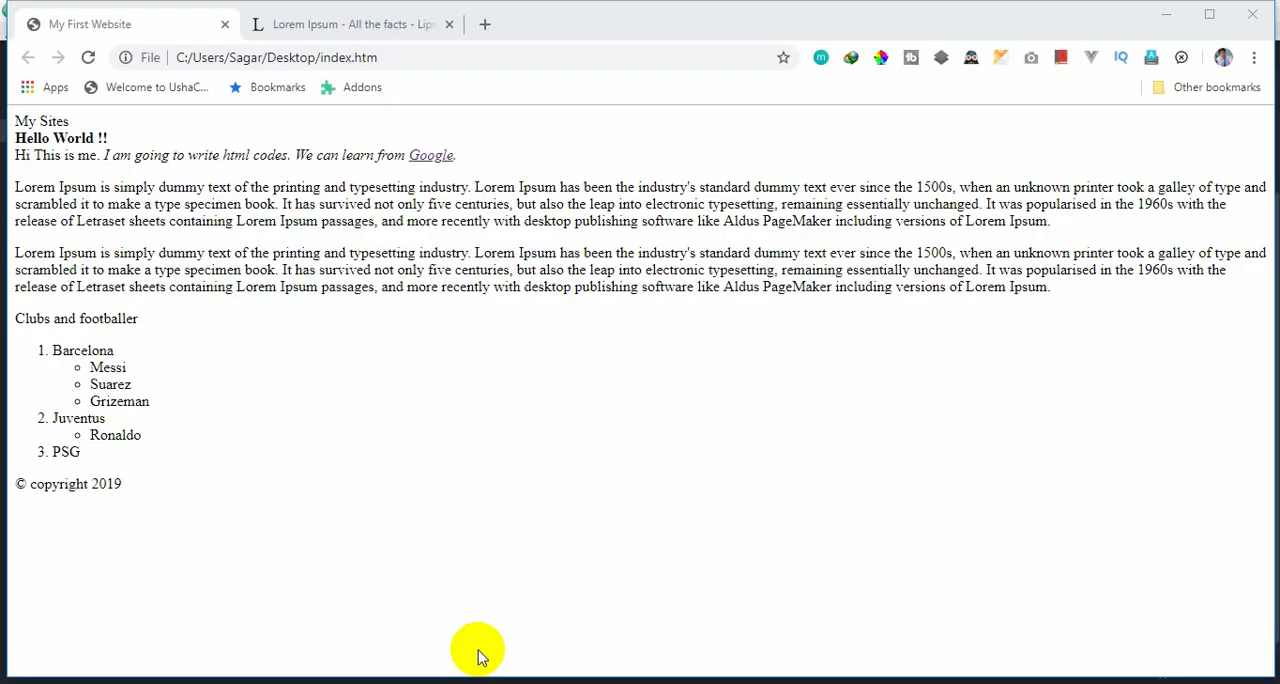 My First Website
L Lorem Ipsum - All the facts - Lips
File C:/Users/Sagar/Desktop/index.htm
IQ
Apps Welcome to UshaC... Bookmarks Addons Other bookmarks
My Sites
Hello World !!
Hi This is me. I am going to write html codes. We can learn from Google.
Lorem Ipsum is simply dummy text of the printing and typesetting industry. Lorem Ipsum has been the industry's standard dummy text ever since the 1500s, when an unknown printer took a galley of type and
scrambled it to make a type specimen book. It has survived not only five centuries, but also the leap into electronic typesetting, remaining essentially unchanged. It was popularised in the 1960s with the
release of Letraset sheets containing Lorem Ipsum passages, and more recently with desktop publishing software like Aldus PageMaker including versions of Lorem Ipsum.
Lorem Ipsum is simply dummy text of the printing and typesetting industry. Lorem Ipsum has been the industry's standard dummy text ever since the 1500s, when an unknown printer took a galley of type and
scrambled it to make a type specimen book. It has survived not only five centuries, but also the leap into electronic typesetting, remaining essentially unchanged. It was popularised in the 1960s with the
release of Letraset sheets containing Lorem Ipsum passages, and more recently with desktop publishing software like Aldus PageMaker including versions of Lorem Ipsum.
Clubs and footballer
1. Barcelona
Messi
Suarez
Grizeman
2. Juventus
Ronaldo
3. PSG
© copyright 2019